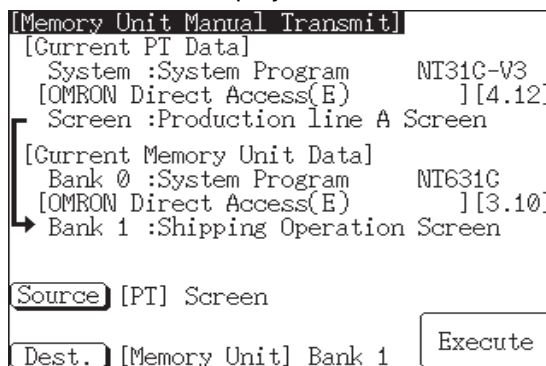 [Memory Unit Manual Transmit]
[Current PT Data]
System :System Program NT31C-V3
[OMRON Direct Access(E) ][4.12]
Screen :Production line A Screen
[Current Memory Unit Data]
Bank 0 :System Program NT631C
[OMRON Direct Access(E) ][3.10]
Bank 1 :Shipping Operation Screen
Source [PT] Screen
Execute
Dest. [Memory Unit] Bank 1